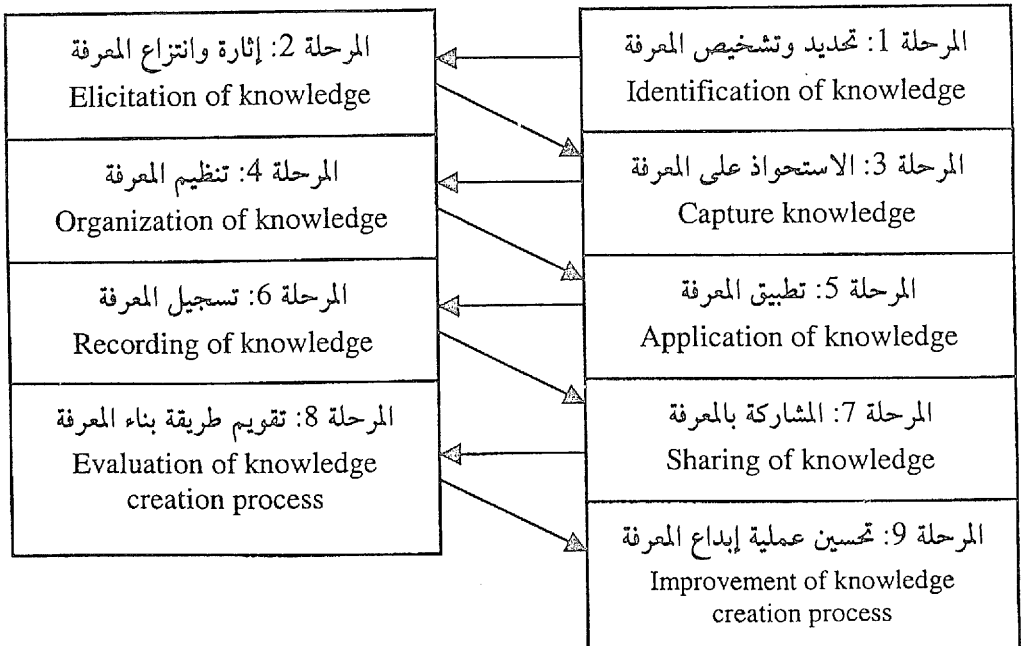 المرحلة 1: تحديد وتشخيص المعرفة
Identification of knowledge
المرحلة 2: إثارة وانتزاع المعرفة
Elicitation of knowledge
المرحلة 3: الاستحواذ على المعرفة
Capture knowledge
المرحلة 4: تنظيم المعرفة
Organization of knowledge
المرحلة 5: تطبيق المعرفة
Application of knowledge
المرحلة 6: تسجيل المعرفة
Recording of knowledge
المرحلة 7: المشاركة بالمعرفة
Sharing of knowledge
المرحلة 8: تقويم طريقة بناء المعرفة
Evaluation of knowledge
creation process
المرحلة 9: تحسين عملية إبداع المعرفة
Improvement of knowledge
creation process